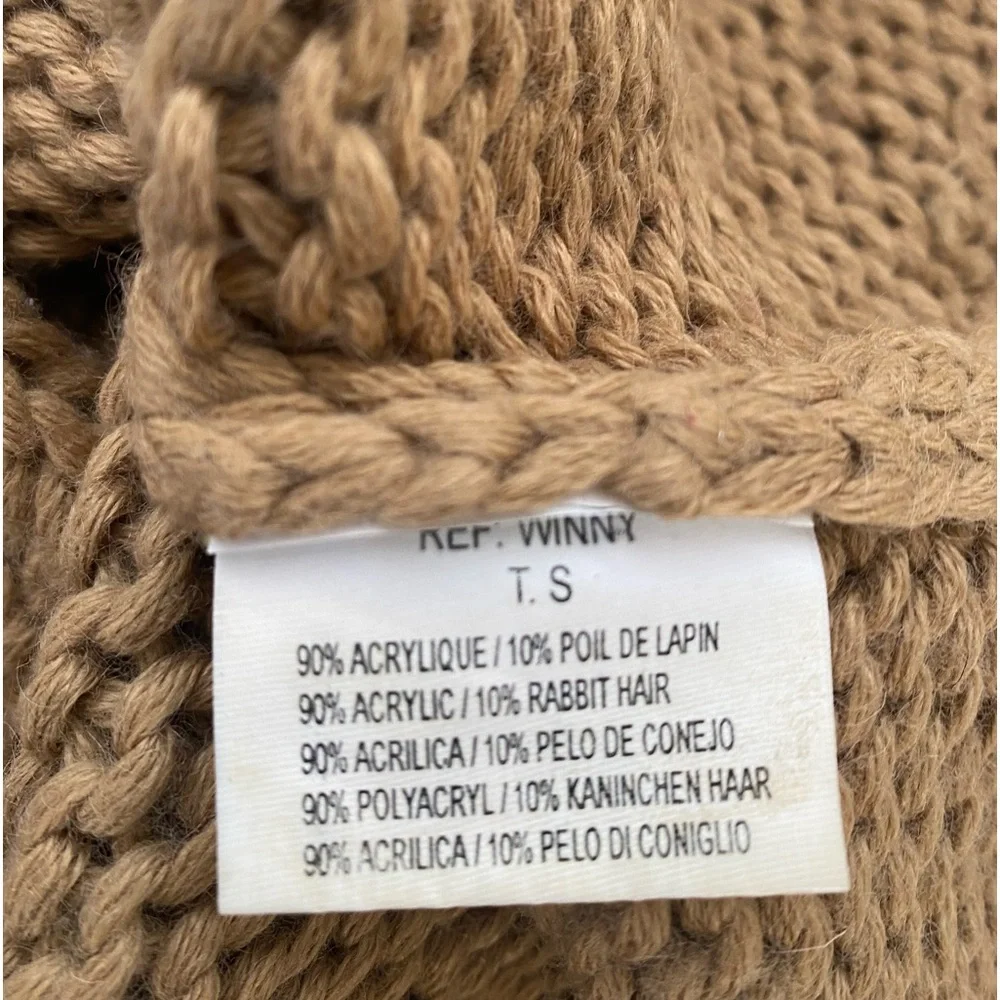 REF: WINNY
T. S
90% ACRYLIQUE / 10% POIL DE LAPIN
90% ACRYLIC / 10% RABBIT HAIR
90% ACRILICA / 10% PELO DE CONEJO
90% POLYACRYL / 10% KANINCHEN HAAR
90% ACRILICA / 10% PELO DI CONIGLIO